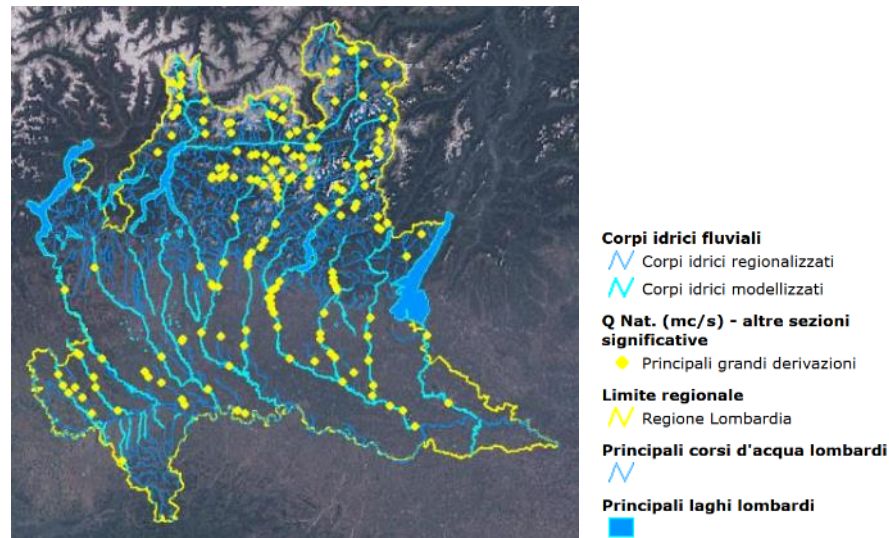 Corpi idrici fluviali
Corpi idrici regionalizzati
Corpi idrici modellizzati
Q Nat. (mc/s) - altre sezioni
significative
Principali grandi derivazioni
Limite regionale
Regione Lombardia
Principali corsi d'acqua lombardi
Principali laghi lombardi